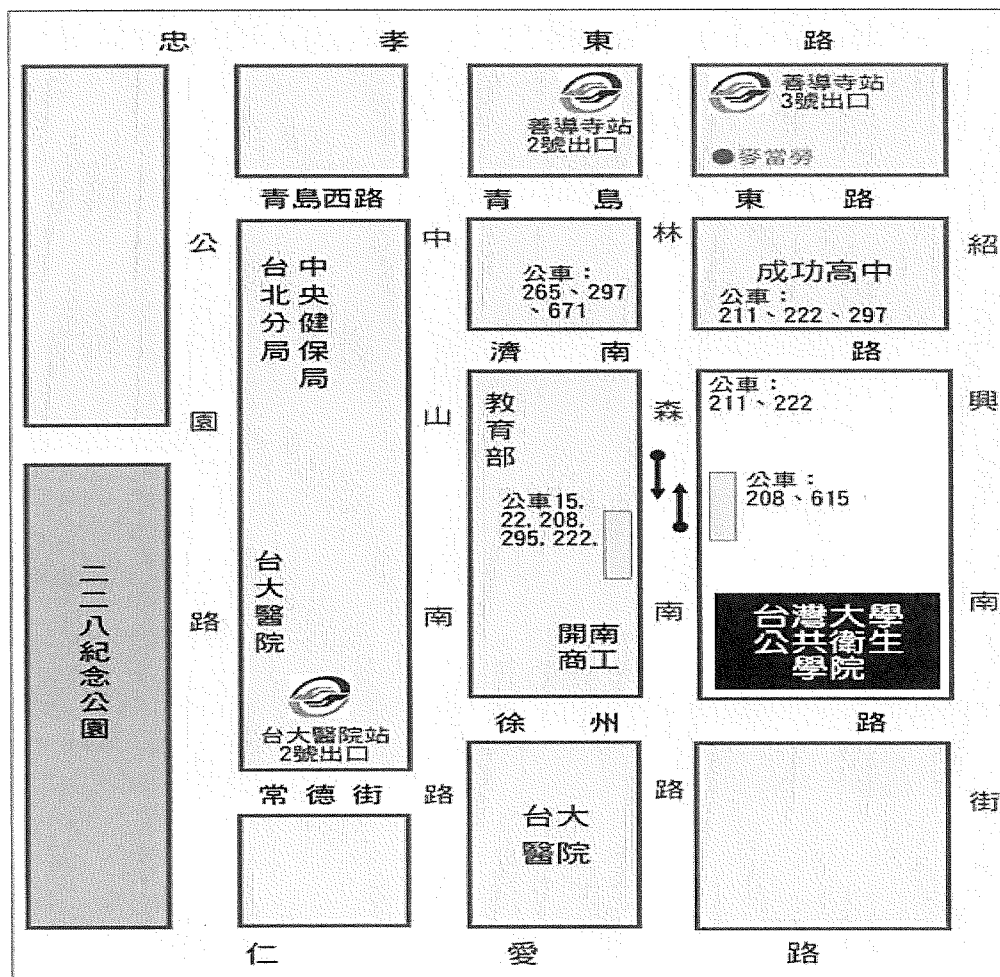 忠孝東路
善導寺站
2號出口
善導寺站
3號出口
●麥當勞
青島西路
青島東路
公園路
中山南路
林森南路
紹興南街
中央健保局
台北分局
公車：
265、297
、671
成功高中
公車：
211、222、297
濟南路
教育部
公車：
211、222
公車15,
22, 208,
295, 222,
公車：
208、615
台大醫院
開南
商工
台灣大學
公共衛生
學院
二二八紀念公園
台大醫院站
2號出口
徐州路
常德街
台大
醫院
仁愛路